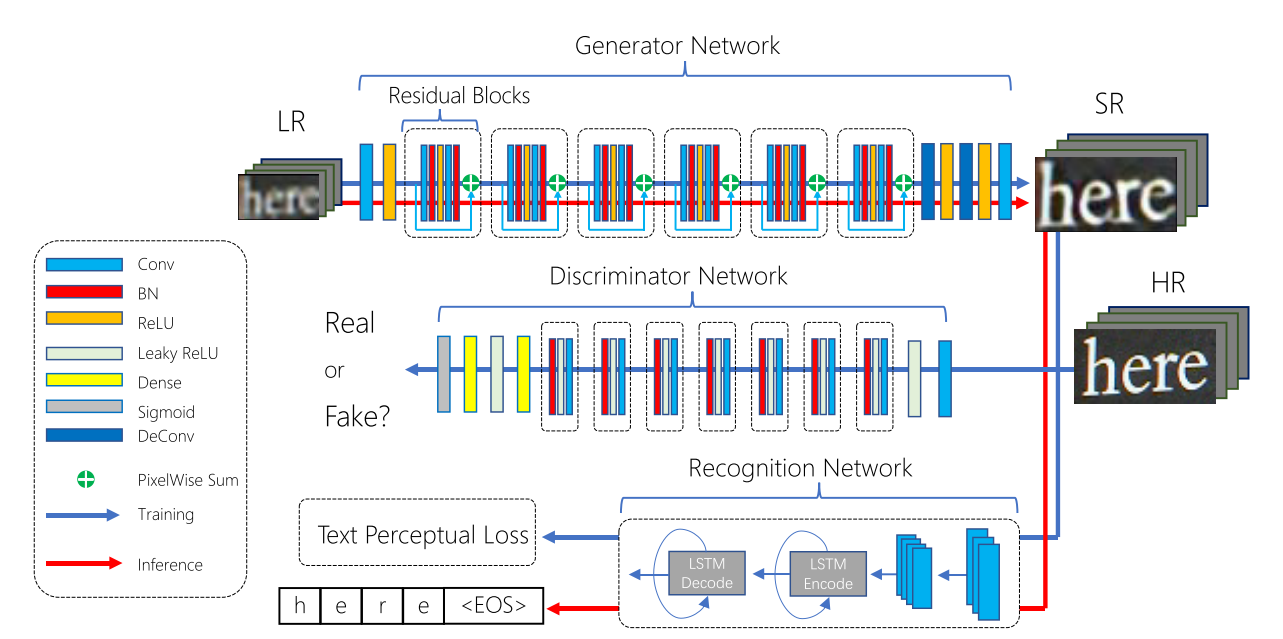 Generator Network
Residual Blocks
LR
SR
here
here
Conv
BN
ReLU
Leaky ReLU
Dense
Sigmoid
DeConv
PixelWise Sum
Training
Inference
Discriminator Network
Real
or
Fake?
HR
here
Recognition Network
Text Perceptual Loss
LSTM
Decode
LSTM
Encode
h e r e <EOS>